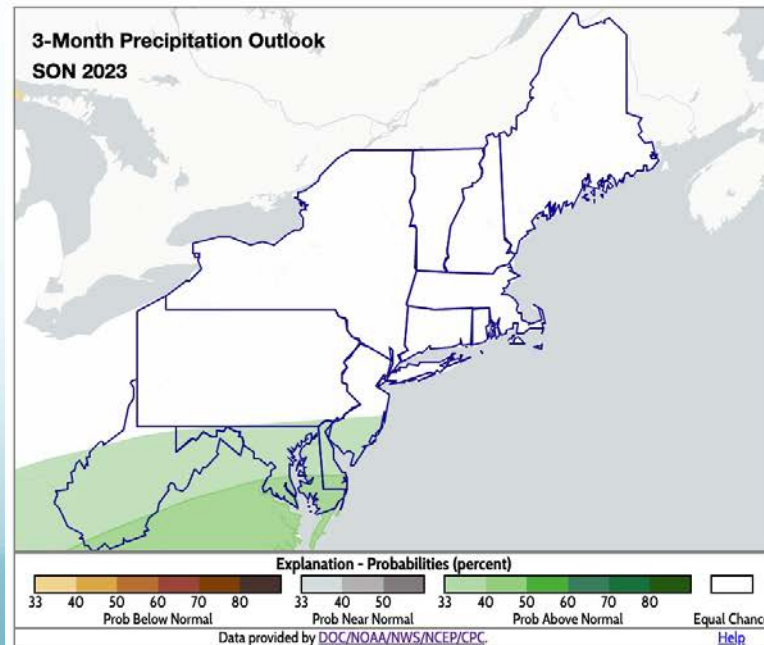 3-Month Precipitation Outlook
SON 2023
Explanation - Probabilities (percent)
33 40 50 60 70 80 33 40 50 60 33 40 50 60 70 80
Prob Below Normal Prob Near Normal Prob Above Normal Equal Chance
Data provided by DOC/NOAA/NWS/NCEP/CPC. Help